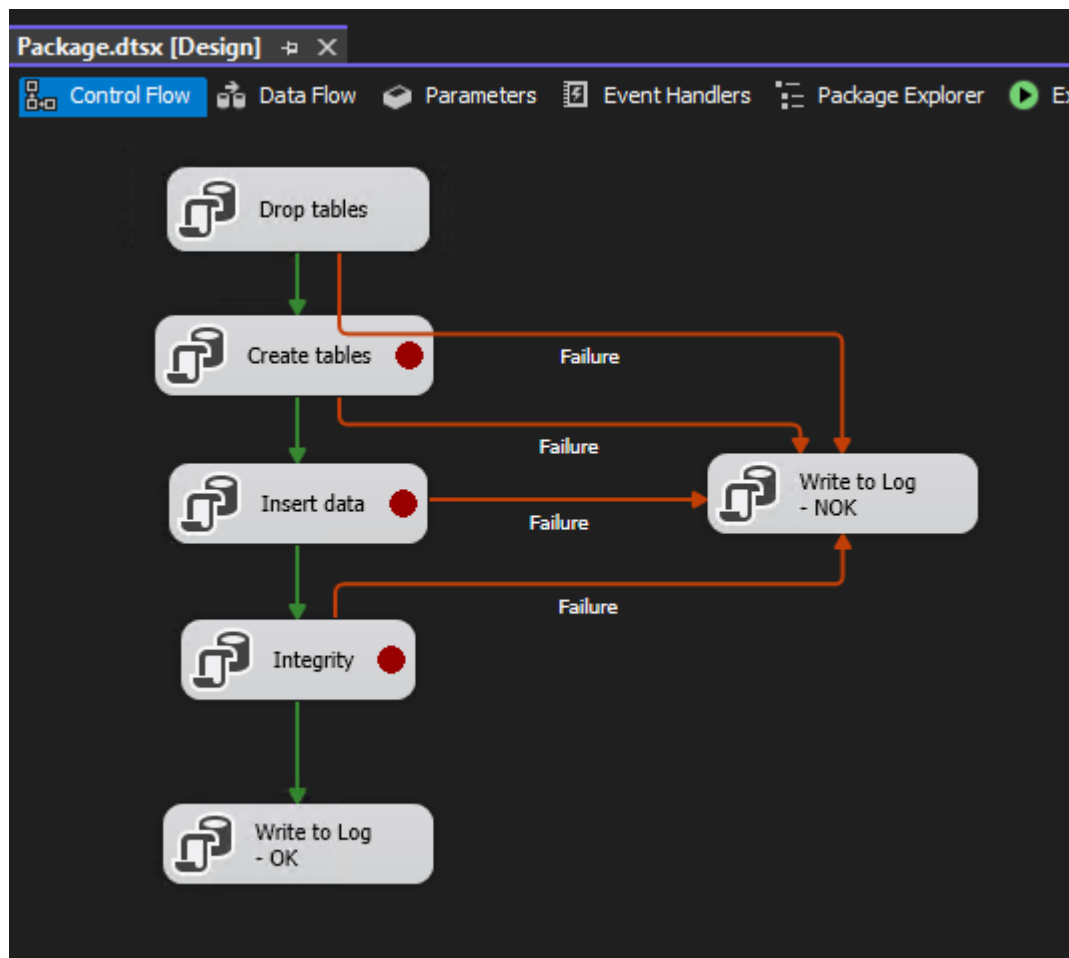 Package.dtsx [Design]
Control Flow Data Flow Parameters Event Handlers Package Explorer
Drop tables
Create tables
Failure
Failure
Insert data
Write to Log
- NOK
Failure
Integrity
Failure
Write to Log
- OK